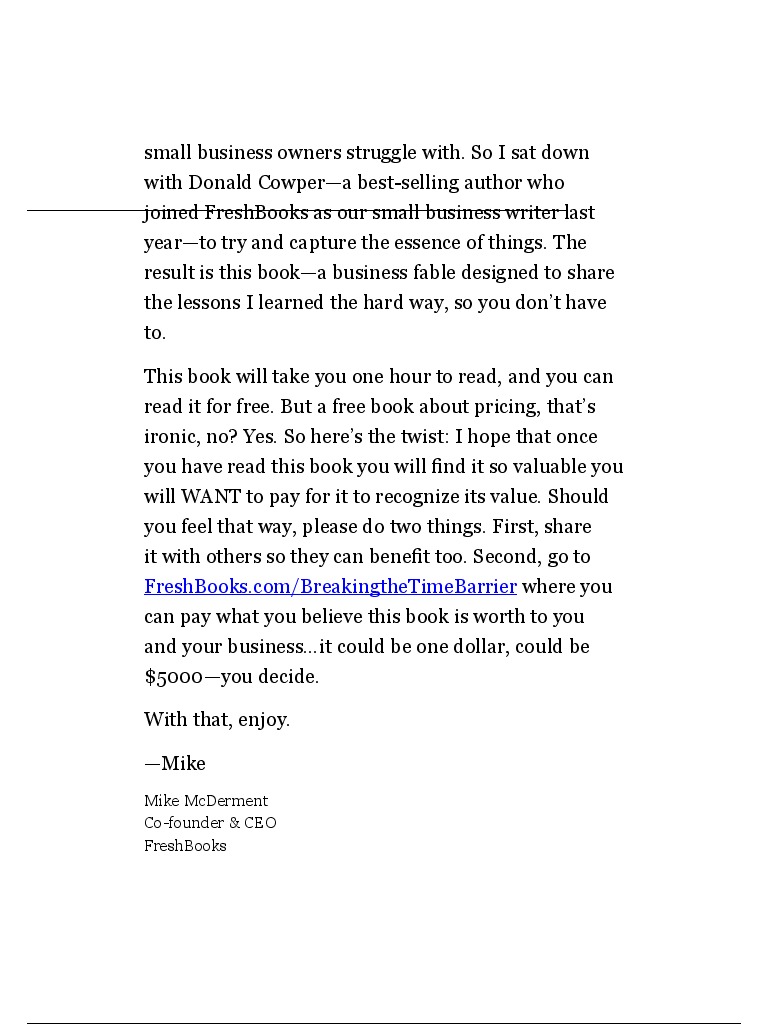 small business owners struggle with. So I sat down
with Donald Cowper—a best-selling author who
joined FreshBooks as our small business writer last
year—to try and capture the essence of things. The
result is this book—a business fable designed to share
the lessons I learned the hard way, so you don’t have
to.
This book will take you one hour to read, and you can
read it for free. But a free book about pricing, that’s
ironic, no? Yes. So here’s the twist: I hope that once
you have read this book you will find it so valuable you
will WANT to pay for it to recognize its value. Should
you feel that way, please do two things. First, share
it with others so they can benefit too. Second, go to
FreshBooks.com/BreakingtheTimeBarrier where you
can pay what you believe this book is worth to you
and your business…it could be one dollar, could be
$5000—you decide.
With that, enjoy.
—Mike
Mike McDerment
Co-founder & CEO
FreshBooks